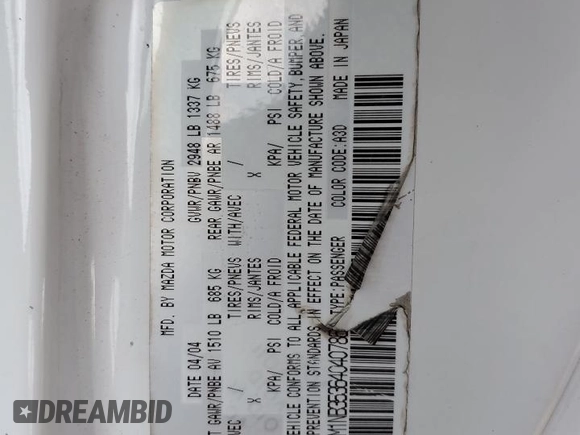 MFD. BY MAZDA MOTOR CORPORATION
DATE 04/04 GVWR/PNBV 2948 LB 1337 KG
GAWR/PNBE AV 1510 LB 685 KG REAR GAWR/PNBE AR 1488 LB 675 KG
TIRES/PNEUS WITH/AVEC / TIRES/PNEUS
RIMS/JANTES X RIMS/JANTES
KPA/ PSI COLD/A FROID KPA/ PSI COLD/A FROID
VEHICLE CONFORMS TO ALL APPLICABLE FEDERAL MOTOR VEHICLE SAFETY, BUMPER AND
PREVENTION STANDARDS IN EFFECT ON THE DATE OF MANUFACTURE SHOWN ABOVE.
TYPE:PASSENGER COLOR CODE:A3D MADE IN JAPAN
DREAMBID
DreamBid.com